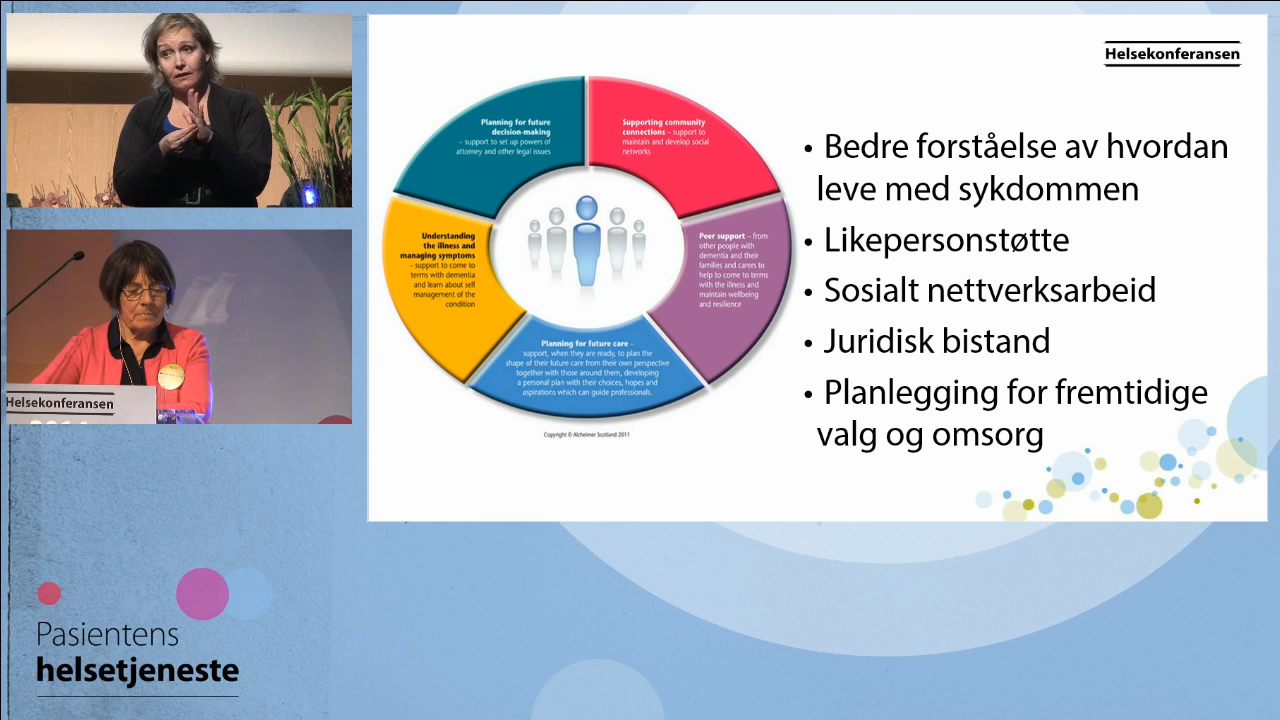 Helsekonferansen
Planning for future
decision-making
– support to set up powers of
attorney and other legal issues
Supporting community
connections – support to
maintain and develop social
networks
Understanding
the illness and
managing symptoms
– support to come to
terms with dementia
and learn about self
management of the
condition
Peer support – from
other people with
dementia and their
families and carers to
help to come to terms
with the illness and
maintain wellbeing
and resilience
Planning for future care –
support, when they are ready, to plan the
shape of their future care from their own perspective
together with those around them, developing
a personal plan with their choices, hopes and
aspirations which can guide professionals.
Copyright © Alzheimer Scotland 2011
• Bedre forståelse av hvordan
leve med sykdommen
• Likepersonstøtte
• Sosialt nettverksarbeid
• Juridisk bistand
• Planlegging for fremtidige
valg og omsorg
Helsekonferansen
Pasientens
helsetjeneste